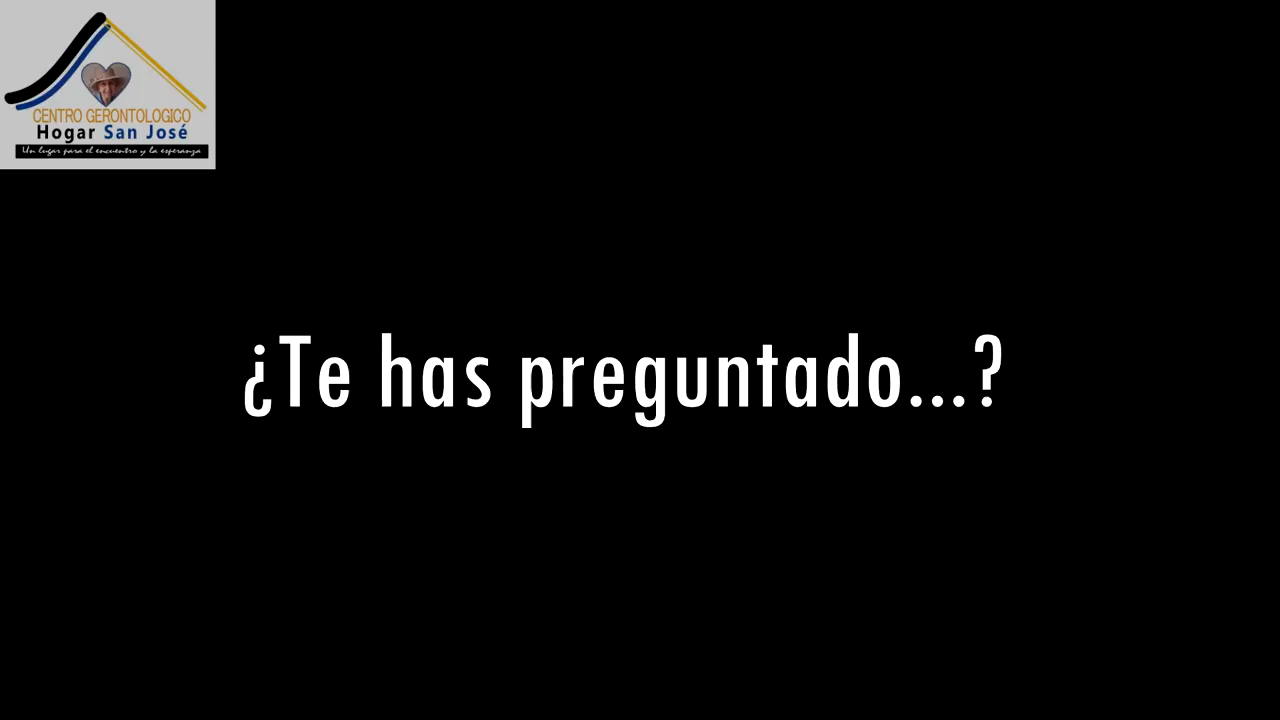 CENTRO GERONTOLOGICO
Hogar San José
Un lugar para el encuentro y la esperanza
¿Te has preguntado...?